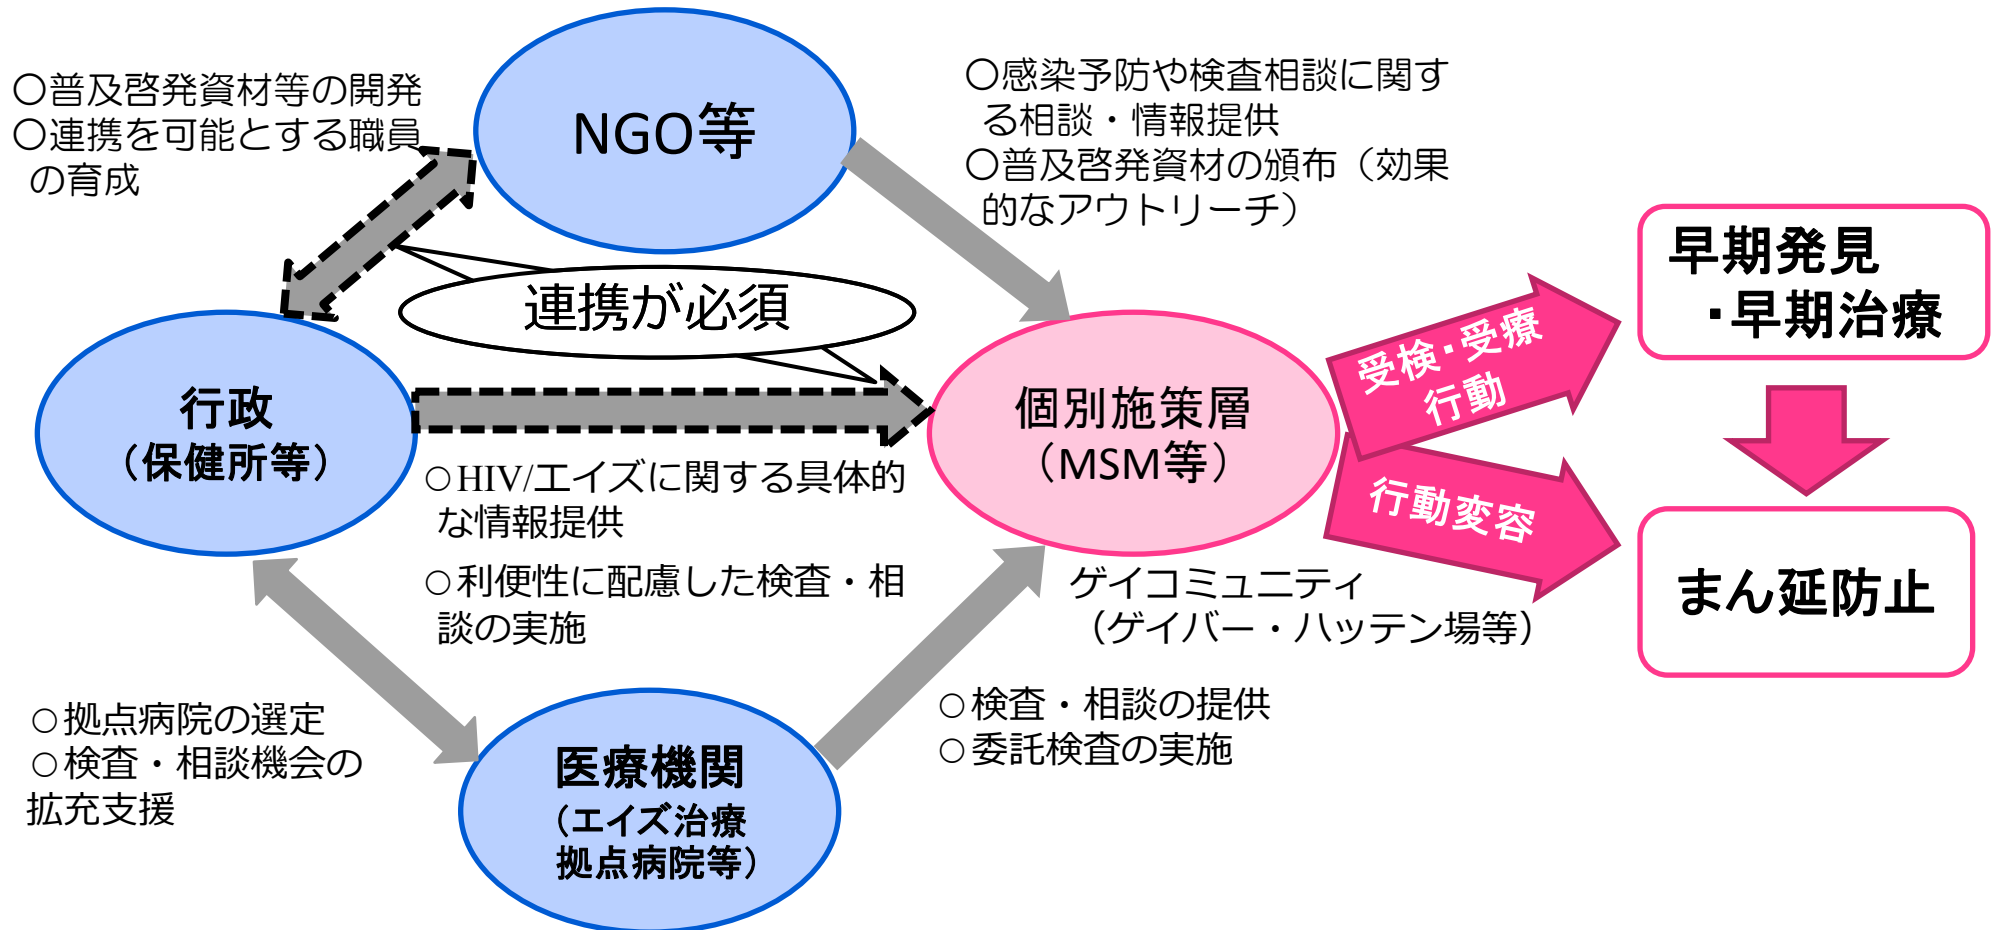 〇普及啓発資材等の開発
〇連携を可能とする職員
の育成
NGO等
〇感染予防や検査相談に関す
る相談・情報提供
〇普及啓発資材の頒布（効果
的なアウトリーチ）
連携が必須
行政
（保健所等）
○HIV/エイズに関する具体的
な情報提供
○利便性に配慮した検査・相
談の実施
個別施策層
（MSM等）
ゲイコミュニティ
（ゲイバー・ハッテン場等）
受検・受療
行動
行動変容
早期発見
・早期治療
まん延防止
○拠点病院の選定
○検査・相談機会の
拡充支援
医療機関
（エイズ治療
拠点病院等）
○検査・相談の提供
○委託検査の実施